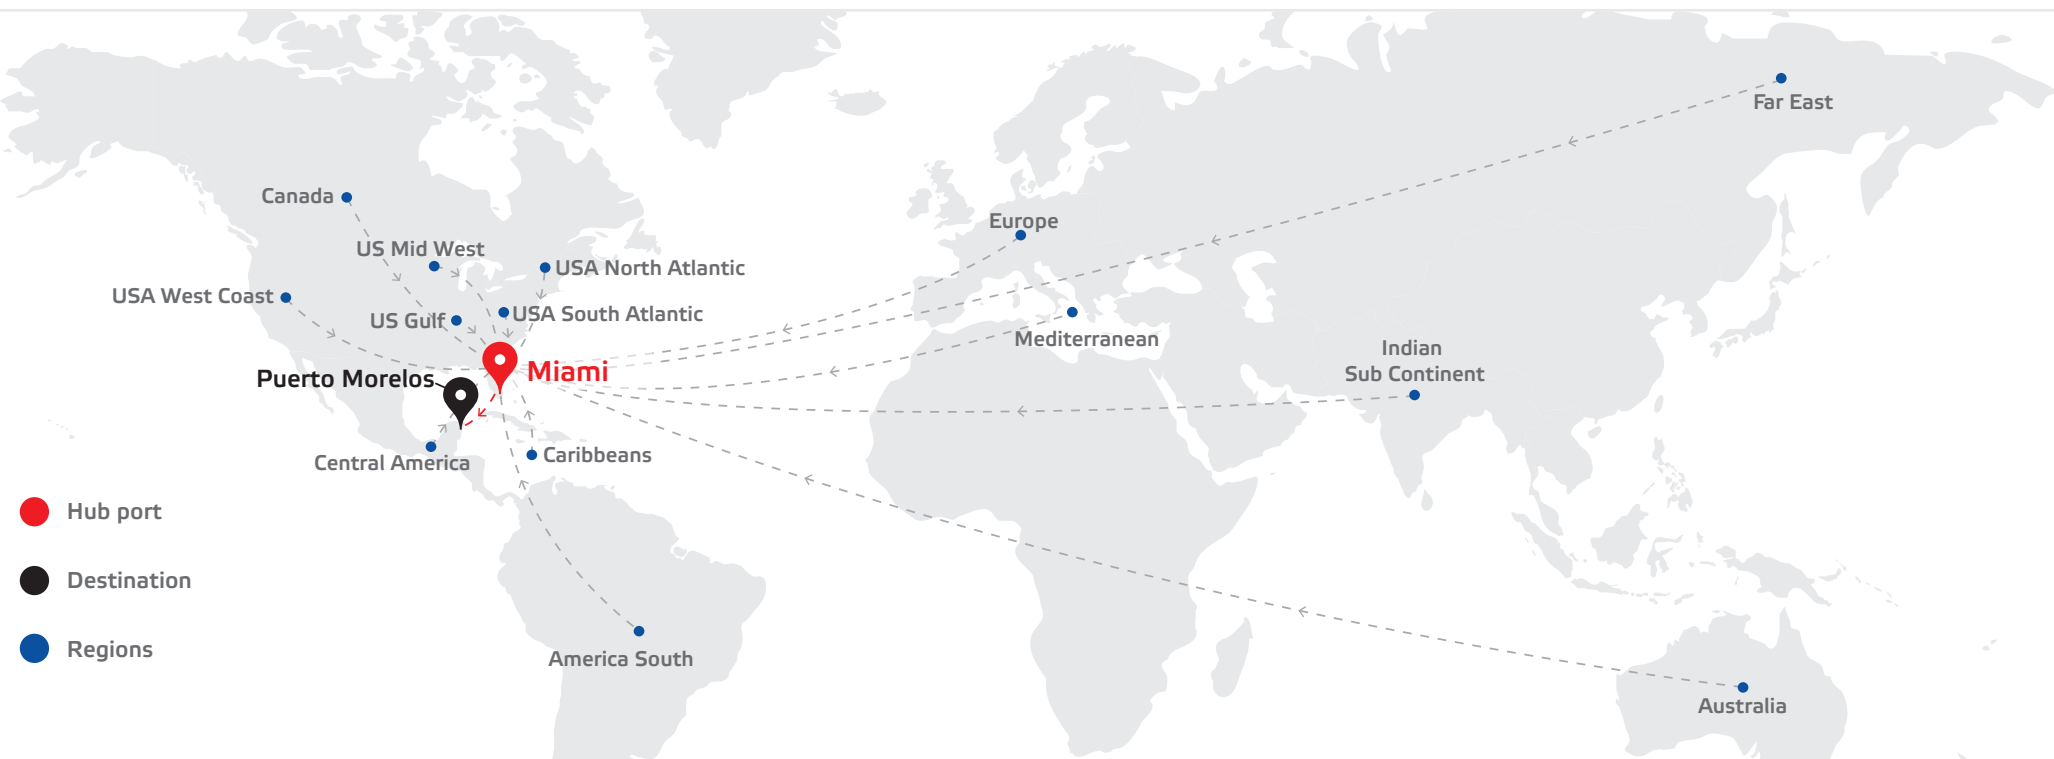 Far East
Canada
Europe
US Mid West
USA North Atlantic
USA West Coast
US Gulf
USA South Atlantic
Mediterranean
Indian
Sub Continent
Miami
Puerto Morelos
Central America
Caribbeans
Hub port
Destination
Regions
America South
Australia